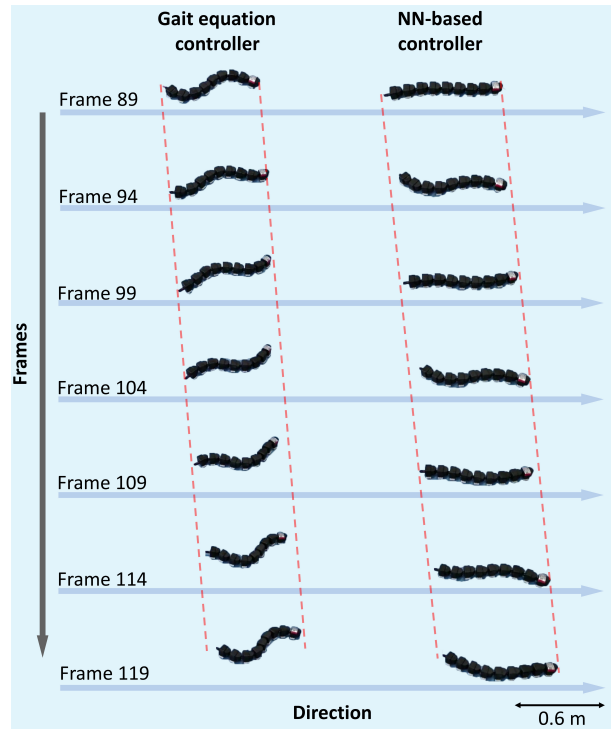 Gait equation
controller
NN-based
controller
Frame 89
Frame 94
Frame 99
Frame 104
Frame 109
Frame 114
Frame 119
Frames
Direction
0.6 m